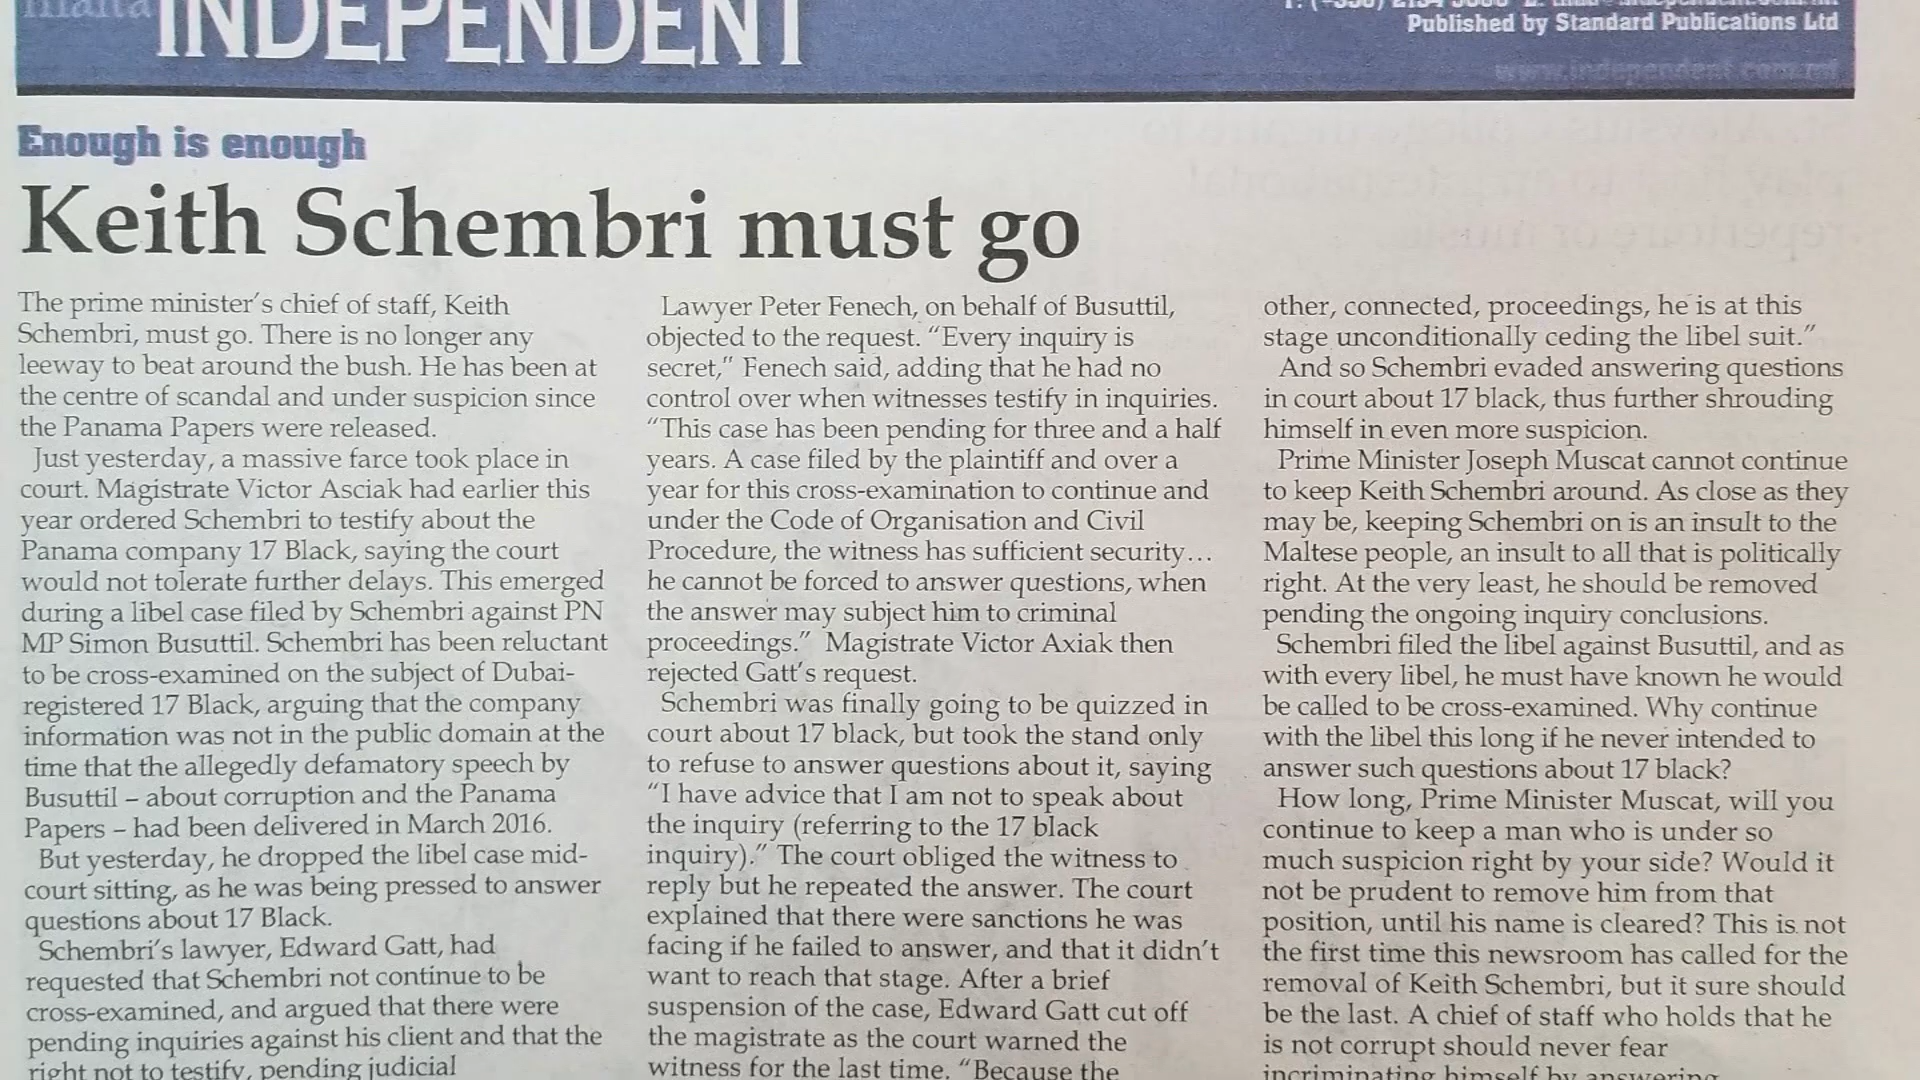 malta
INDEPENDENT
Published by Standard Publications Ltd
www.independent.com.mt
Enough is enough
Keith Schembri must go
The prime minister's chief of staff, Keith
Schembri, must go. There is no longer any
leeway to beat around the bush. He has been at
the centre of scandal and under suspicion since
the Panama Papers were released.
Just yesterday, a massive farce took place in
court. Magistrate Victor Asciak had earlier this
year ordered Schembri to testify about the
Panama company 17 Black, saying the court
would not tolerate further delays. This emerged
during a libel case filed by Schembri against PN
MP Simon Busuttil. Schembri has been reluctant
to be cross-examined on the subject of Dubai-
registered 17 Black, arguing that the company
information was not in the public domain at the
time that the allegedly defamatory speech by
Busuttil – about corruption and the Panama
Papers – had been delivered in March 2016.
But yesterday, he dropped the libel case mid-
court sitting, as he was being pressed to answer
questions about 17 Black.
Schembri's lawyer, Edward Gatt, had
requested that Schembri not continue to be
cross-examined, and argued that there were
pending inquiries against his client and that the
right not to testify, pending judicial
Lawyer Peter Fenech, on behalf of Busuttil,
objected to the request. "Every inquiry is
secret," Fenech said, adding that he had no
control over when witnesses testify in inquiries.
"This case has been pending for three and a half
years. A case filed by the plaintiff and over a
year for this cross-examination to continue and
under the Code of Organisation and Civil
Procedure, the witness has sufficient security…
he cannot be forced to answer questions, when
the answer may subject him to criminal
proceedings." Magistrate Victor Axiak then
rejected Gatt's request.
Schembri was finally going to be quizzed in
court about 17 black, but took the stand only
to refuse to answer questions about it, saying
"I have advice that I am not to speak about
the inquiry (referring to the 17 black
inquiry)." The court obliged the witness to
reply but he repeated the answer. The court
explained that there were sanctions he was
facing if he failed to answer, and that it didn't
want to reach that stage. After a brief
suspension of the case, Edward Gatt cut off
the magistrate as the court warned the
witness for the last time. "Because the
other, connected, proceedings, he is at this
stage unconditionally ceding the libel suit."
And so Schembri evaded answering questions
in court about 17 black, thus further shrouding
himself in even more suspicion.
Prime Minister Joseph Muscat cannot continue
to keep Keith Schembri around. As close as they
may be, keeping Schembri on is an insult to the
Maltese people, an insult to all that is politically
right. At the very least, he should be removed
pending the ongoing inquiry conclusions.
Schembri filed the libel against Busuttil, and as
with every libel, he must have known he would
be called to be cross-examined. Why continue
with the libel this long if he never intended to
answer such questions about 17 black?
How long, Prime Minister Muscat, will you
continue to keep a man who is under so
much suspicion right by your side? Would it
not be prudent to remove him from that
position, until his name is cleared? This is not
the first time this newsroom has called for the
removal of Keith Schembri, but it sure should
be the last. A chief of staff who holds that he
is not corrupt should never fear
incriminating himself by answering